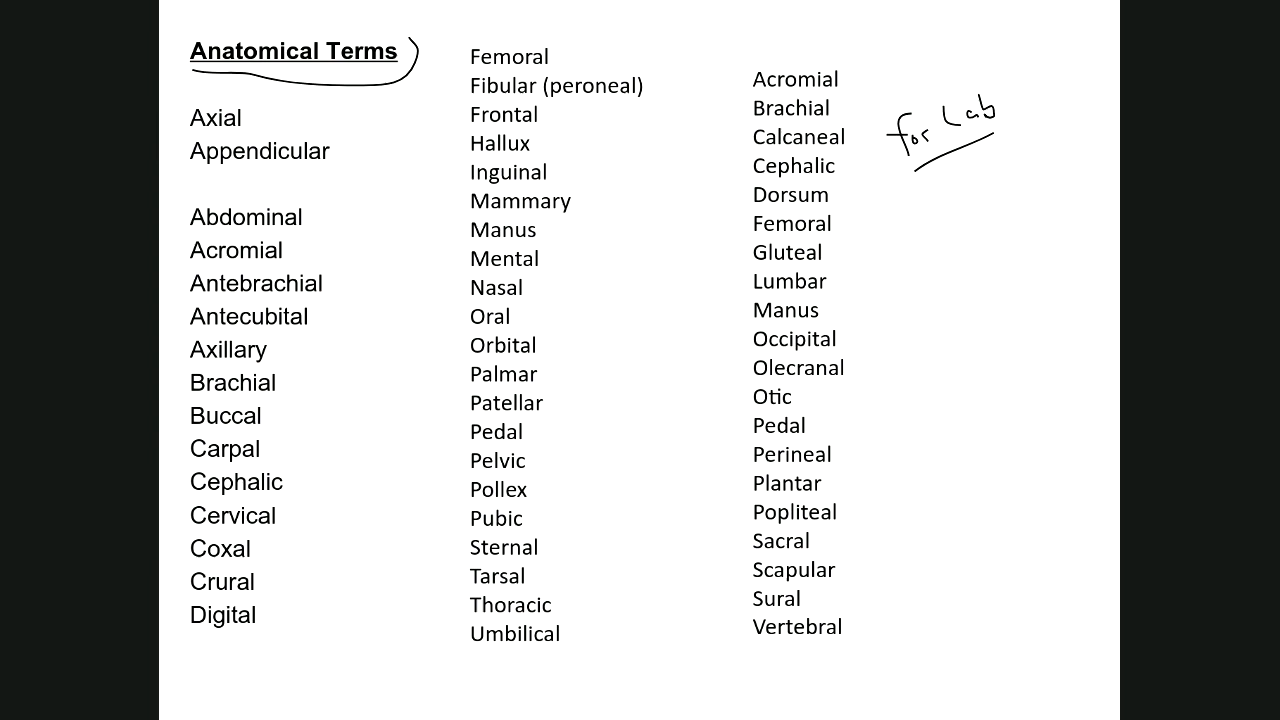 Anatomical Terms
Axial
Appendicular
Abdominal
Acromial
Antebrachial
Antecubital
Axillary
Brachial
Buccal
Carpal
Cephalic
Cervical
Coxal
Crural
Digital
Femoral
Fibular (peroneal)
Frontal
Hallux
Inguinal
Mammary
Manus
Mental
Nasal
Oral
Orbital
Palmar
Patellar
Pedal
Pelvic
Pollex
Pubic
Sternal
Tarsal
Thoracic
Umbilical
Acromial
Brachial
Calcaneal
Cephalic
Dorsum
Femoral
Gluteal
Lumbar
Manus
Occipital
Olecranal
Otic
Pedal
Perineal
Plantar
Popliteal
Sacral
Scapular
Sural
Vertebral
for Lab